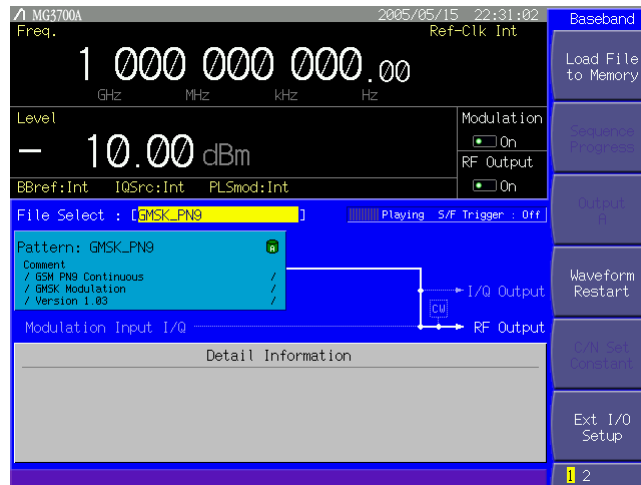 MG3700A 2005/05/15 22:31:02
Freq. Ref-Clk Int
1 000 000 000.00
GHz MHz kHz Hz
Level
- 10.00 dBm
Modulation
On
RF Output
On
BBref:Int IQSrc:Int PLSmod:Int
File Select : [GMSK_PN9 ] Playing S/F Trigger : Off
Pattern: GMSK_PN9 A
Comment
/ GSM PN9 Continuous /
/ GMSK Modulation /
/ Version 1.03 /
I/Q Output
CW
Modulation Input I/Q RF Output
Detail Information
Baseband
Load File
to Memory
Sequence
Progress
Output
A
Waveform
Restart
C/N Set
Constant
Ext I/O
Setup
1 2